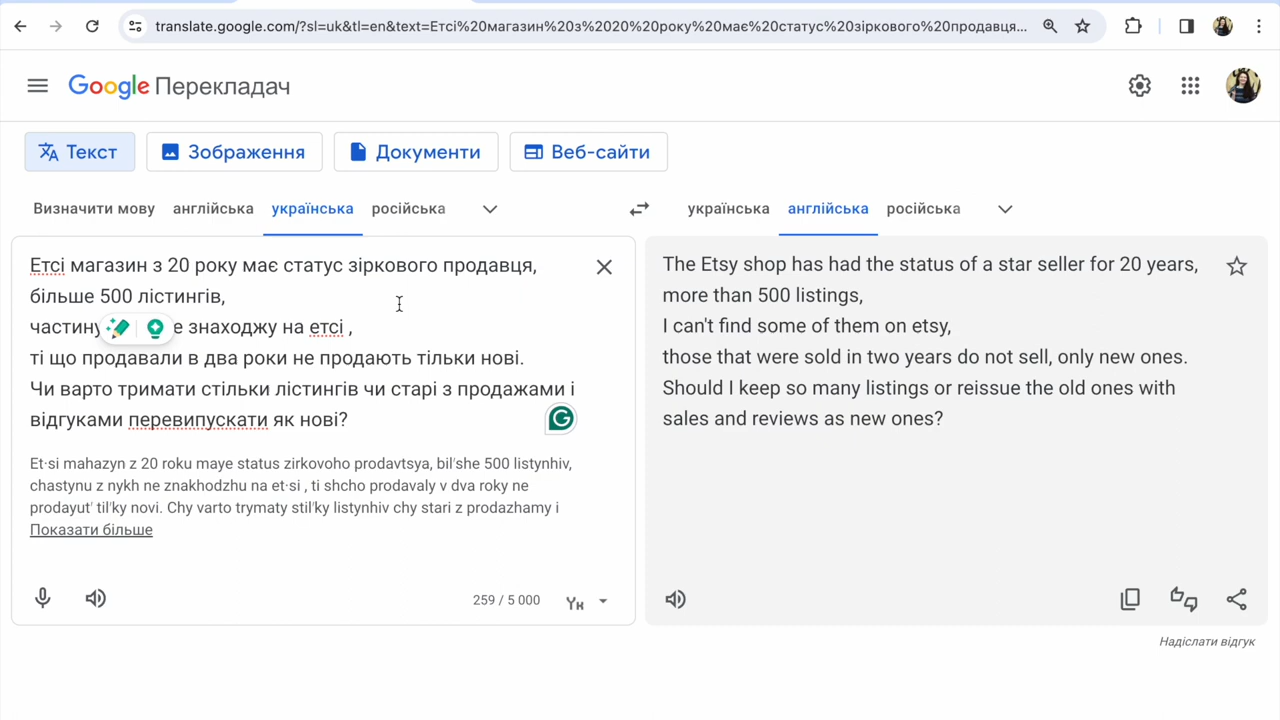 translate.google.com/?sl=uk&tl=en&text=Етсі%20магазин%20з%2020%20року%20має%20статус%20зіркового%20продавця...
Google Перекладач
Текст
Зображення
Документи
Веб-сайти
Визначити мову
англійська
українська
російська
українська
англійська
російська
Етсі магазин з 20 року має статус зіркового продавця,
більше 500 лістингів,
частину е знаходжу на етсі ,
ті що продавали в два роки не продають тільки нові.
Чи варто тримати стільки лістингів чи старі з продажами і
відгуками перевипускати як нові?
Et·si mahazyn z 20 roku maye status zirkovoho prodavtsya, bilʹshe 500 listynhiv,
chastynu z nykh ne znakhodzhu na et·si , ti shcho prodavaly v dva roky ne
prodayutʹ tilʹky novi. Chy varto trymaty stilʹky listynhiv chy stari z prodazhamy i
Показати більше
259 / 5 000
The Etsy shop has had the status of a star seller for 20 years,
more than 500 listings,
I can't find some of them on etsy,
those that were sold in two years do not sell, only new ones.
Should I keep so many listings or reissue the old ones with
sales and reviews as new ones?
Надіслати відгук